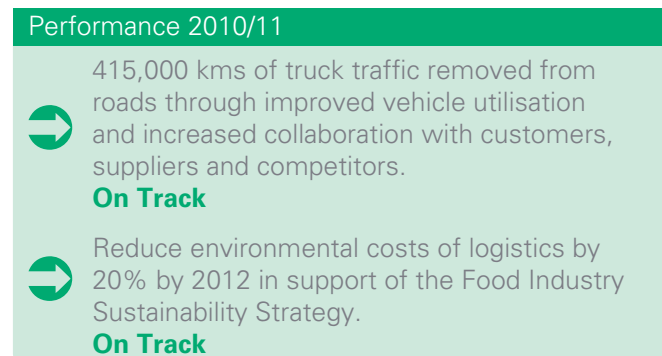 Performance 2010/11
415,000 kms of truck traffic removed from
roads through improved vehicle utilisation
and increased collaboration with customers,
suppliers and competitors.
On Track
Reduce environmental costs of logistics by
20% by 2012 in support of the Food Industry
Sustainability Strategy.
On Track